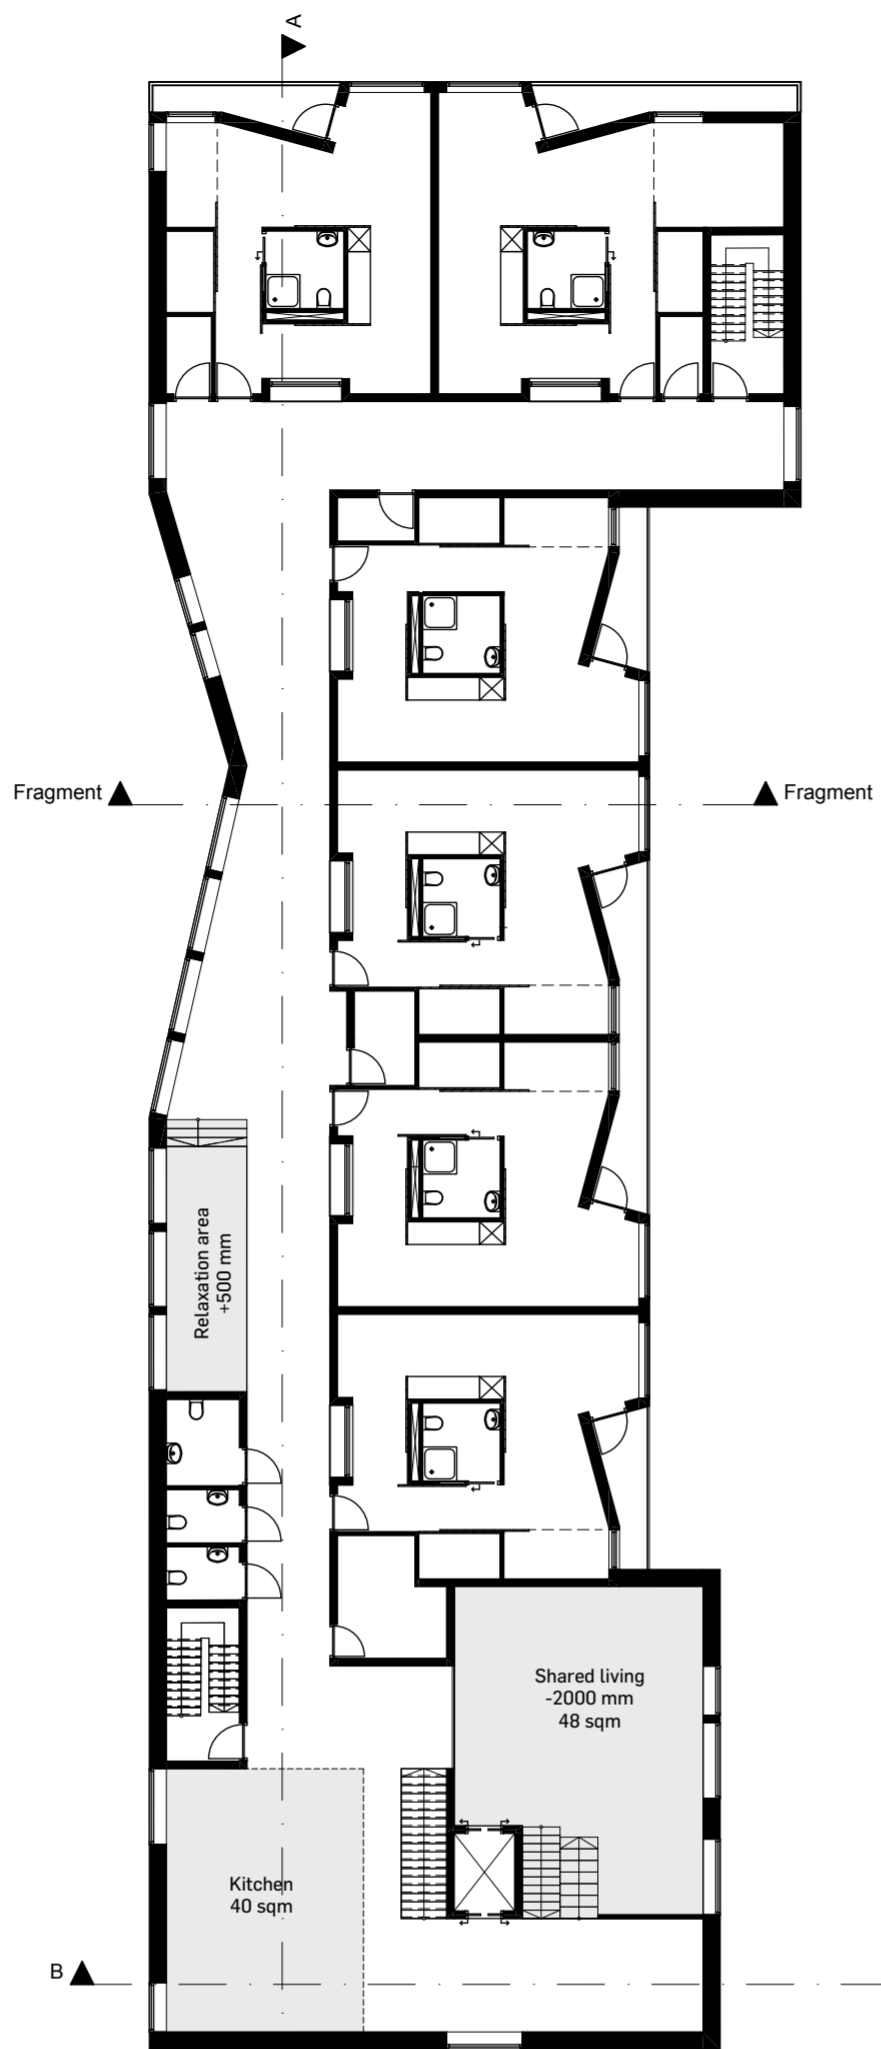 A
Fragment
Fragment
Relaxation area
+500 mm
Shared living
-2000 mm
48 sqm
Kitchen
40 sqm
B